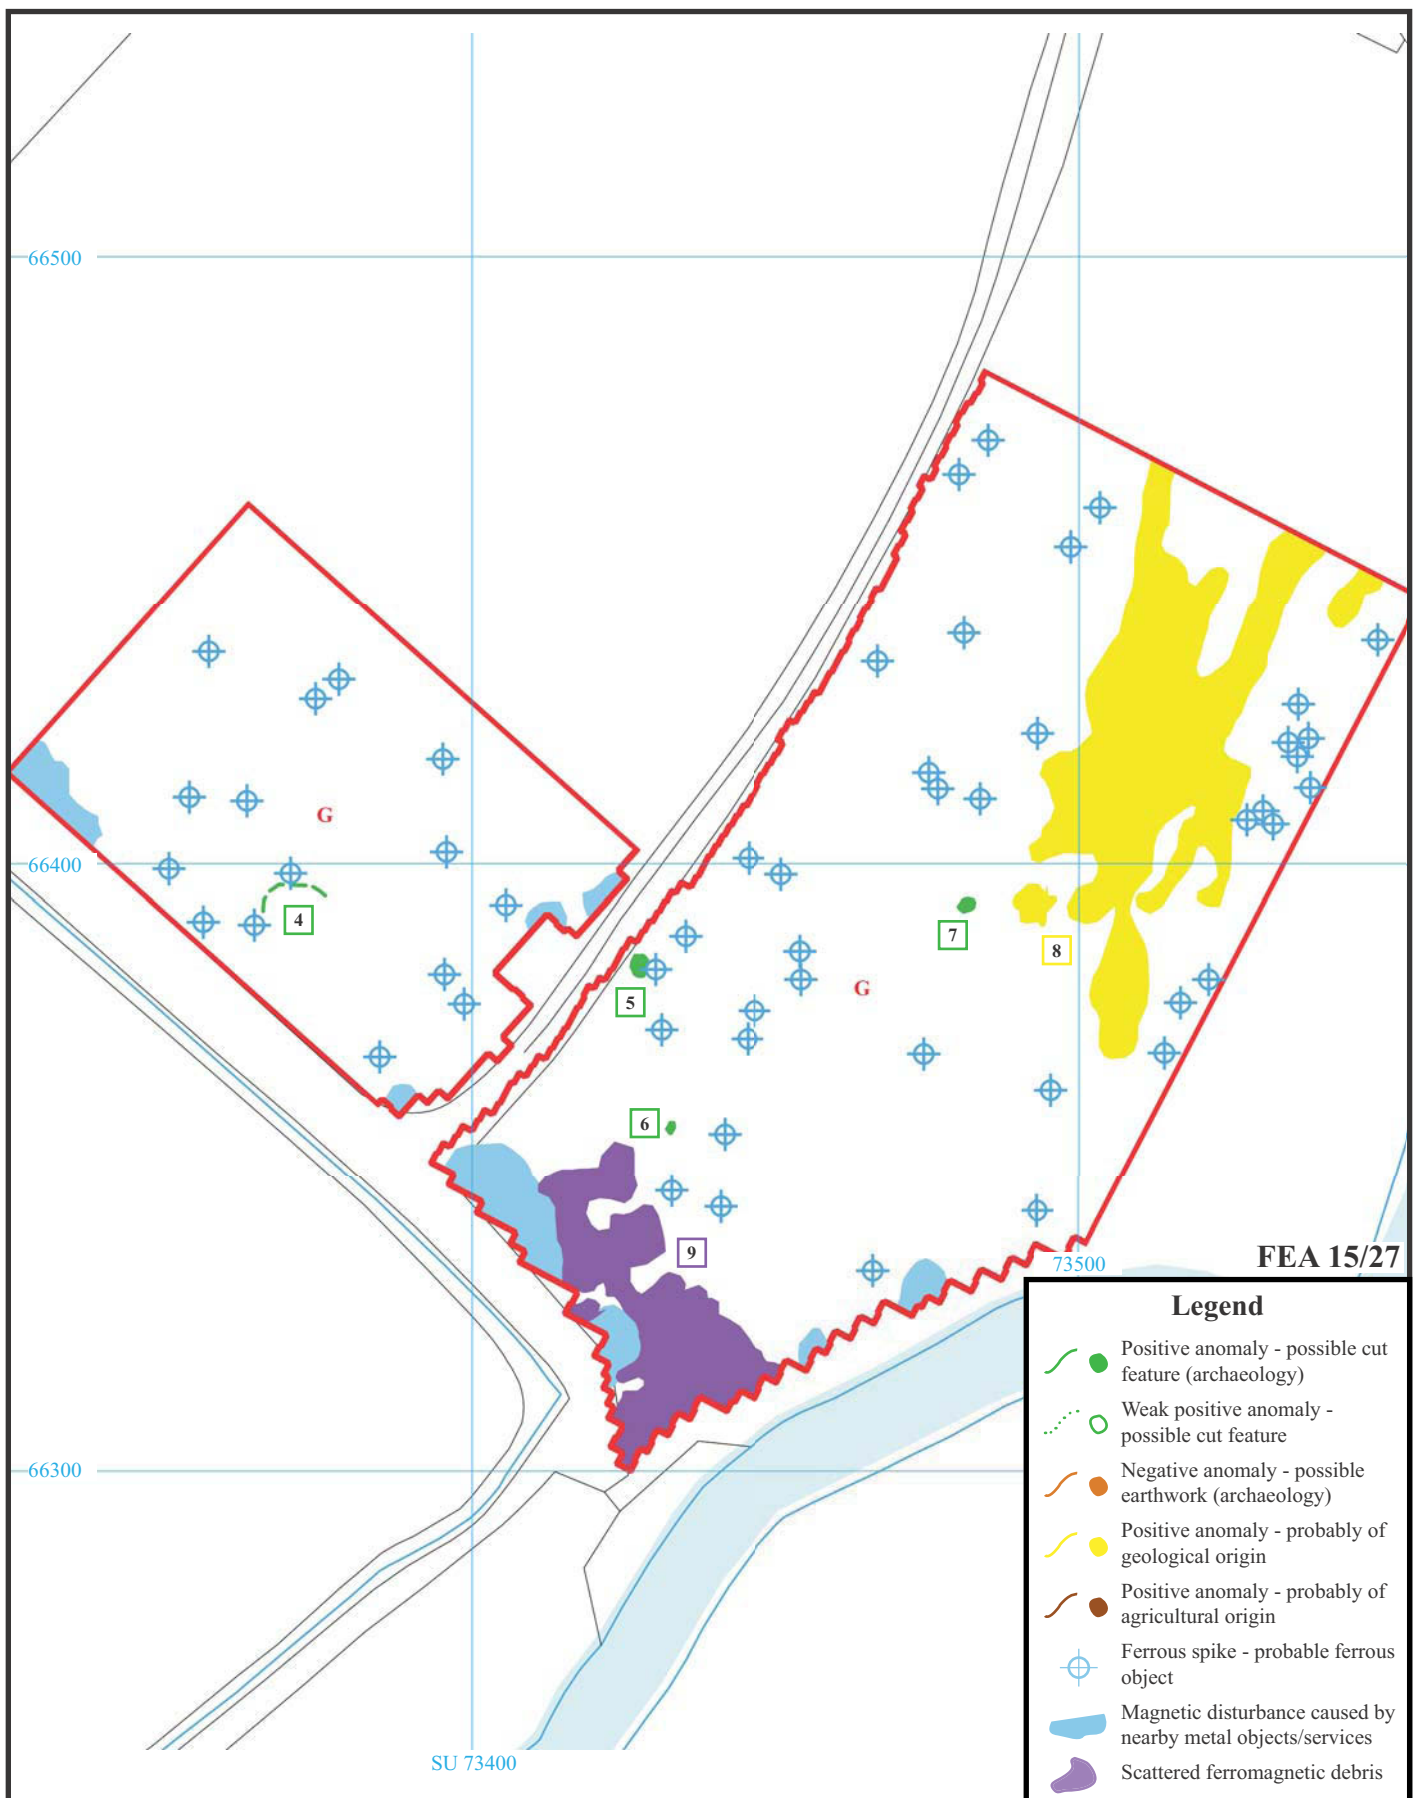 66500
G
66400
4
7
8
5
G
6
9
73500
FEA 15/27
Legend
Positive anomaly - possible cut
feature (archaeology)
Weak positive anomaly -
possible cut feature
Negative anomaly - possible
earthwork (archaeology)
Positive anomaly - probably of
geological origin
Positive anomaly - probably of
agricultural origin
Ferrous spike - probable ferrous
object
Magnetic disturbance caused by
nearby metal objects/services
Scattered ferromagnetic debris
66300
SU 73400